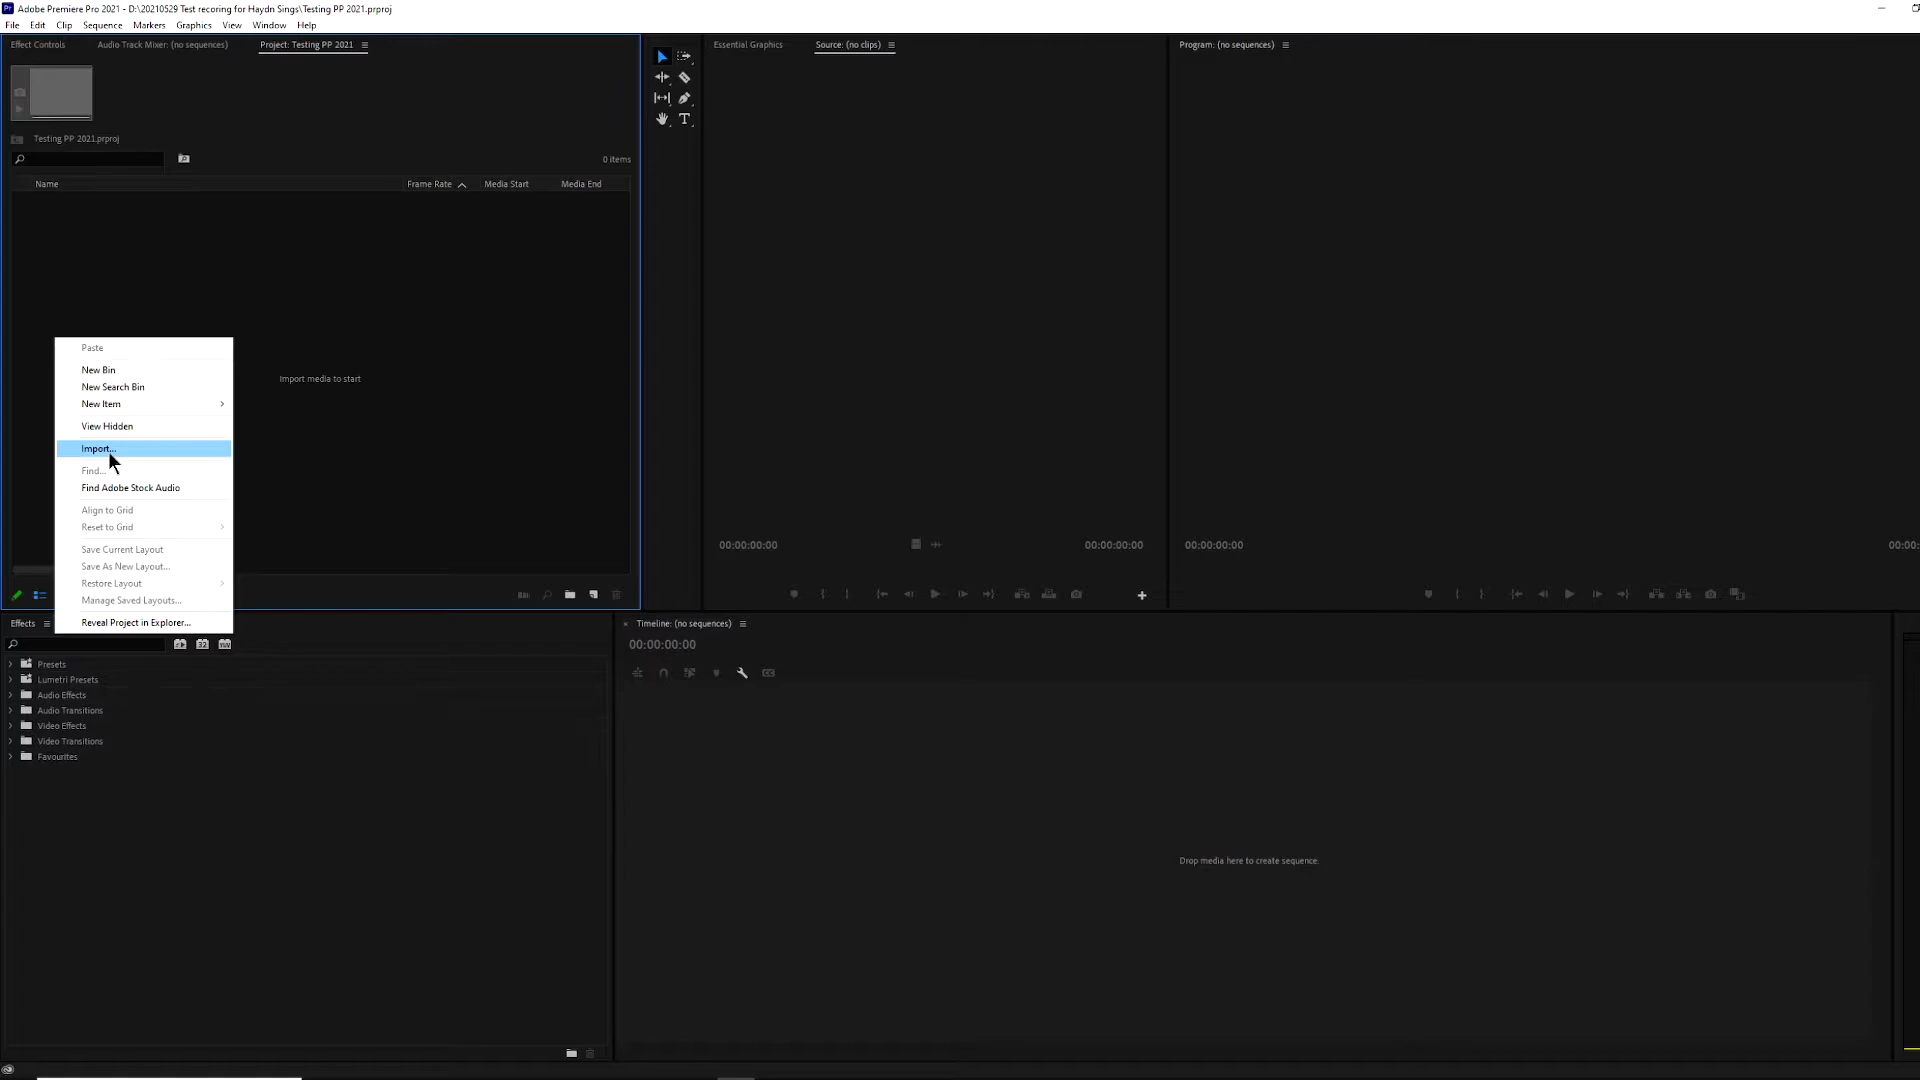 Adobe Premiere Pro 2021 - D:\20210529 Test recoring for Haydn Sings\Testing PP 2021.prproj
File Edit Clip Sequence Markers Graphics View Window Help
Effect Controls Audio Track Mixer: (no sequences) Project: Testing PP 2021
Essential Graphics Source: (no clips) Program: (no sequences)
Testing PP 2021.prproj
0 items
Name Frame Rate Media Start Media End
Import media to start
Paste
New Bin
New Search Bin
New Item
View Hidden
Import...
Find...
Find Adobe Stock Audio
Align to Grid
Reset to Grid
Save Current Layout
Save As New Layout...
Restore Layout
Manage Saved Layouts...
Reveal Project in Explorer...
00:00:00:00 00:00:00:00 00:00:00:00 00:00:
Effects
Presets
Lumetri Presets
Audio Effects
Audio Transitions
Video Effects
Video Transitions
Favourites
Timeline: (no sequences)
00:00:00:00
Drop media here to create sequence.